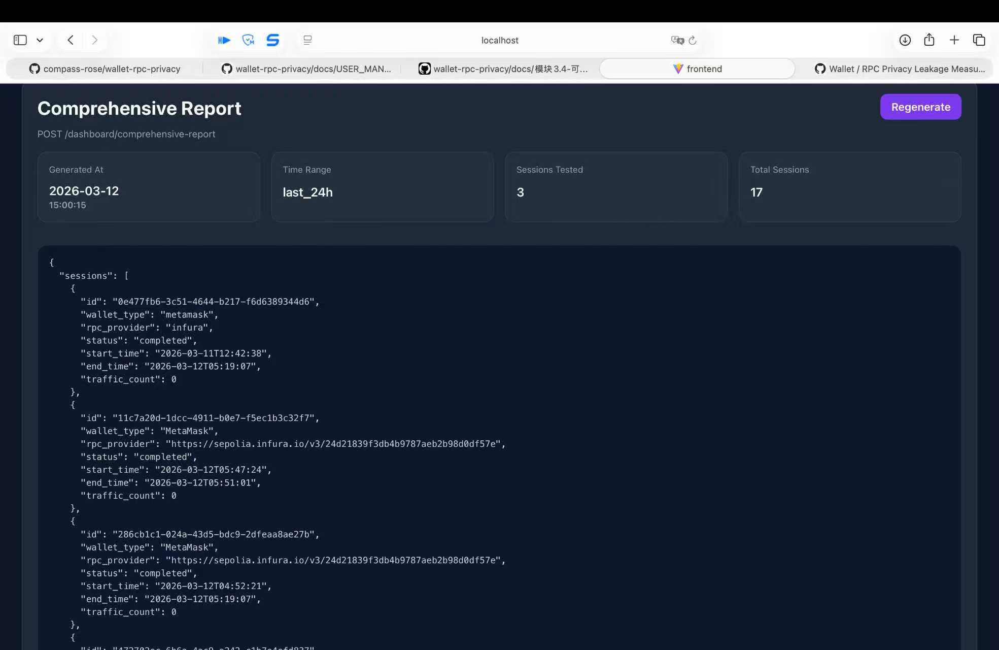 localhost
compass-rose/wallet-rpc-privacy
wallet-rpc-privacy/docs/USER_MAN...
wallet-rpc-privacy/docs/模块3.4-可...
frontend
Wallet / RPC Privacy Leakage Measu...
Comprehensive Report
Regenerate
POST /dashboard/comprehensive-report
Generated At
2026-03-12
15:00:15
Time Range
last_24h
Sessions Tested
3
Total Sessions
17
{
"sessions": [
{
"id": "0e477fb6-3c51-4644-b217-f6d6389344d6",
"wallet_type": "metamask",
"rpc_provider": "infura",
"status": "completed",
"start_time": "2026-03-11T12:42:38",
"end_time": "2026-03-12T05:19:07",
"traffic_count": 0
},
{
"id": "11c7a20d-1dcc-4911-b0e7-f5ec1b3c32f7",
"wallet_type": "MetaMask",
"rpc_provider": "https://sepolia.infura.io/v3/24d21839f3db4b9787aeb2b98d0df57e",
"status": "completed",
"start_time": "2026-03-12T05:47:24",
"end_time": "2026-03-12T05:51:01",
"traffic_count": 0
},
{
"id": "286cb1c1-024a-43d5-bdc9-2dfeaa8ae27b",
"wallet_type": "MetaMask",
"rpc_provider": "https://sepolia.infura.io/v3/24d21839f3db4b9787aeb2b98d0df57e",
"status": "completed",
"start_time": "2026-03-12T04:52:21",
"end_time": "2026-03-12T05:19:07",
"traffic_count": 0
},
{